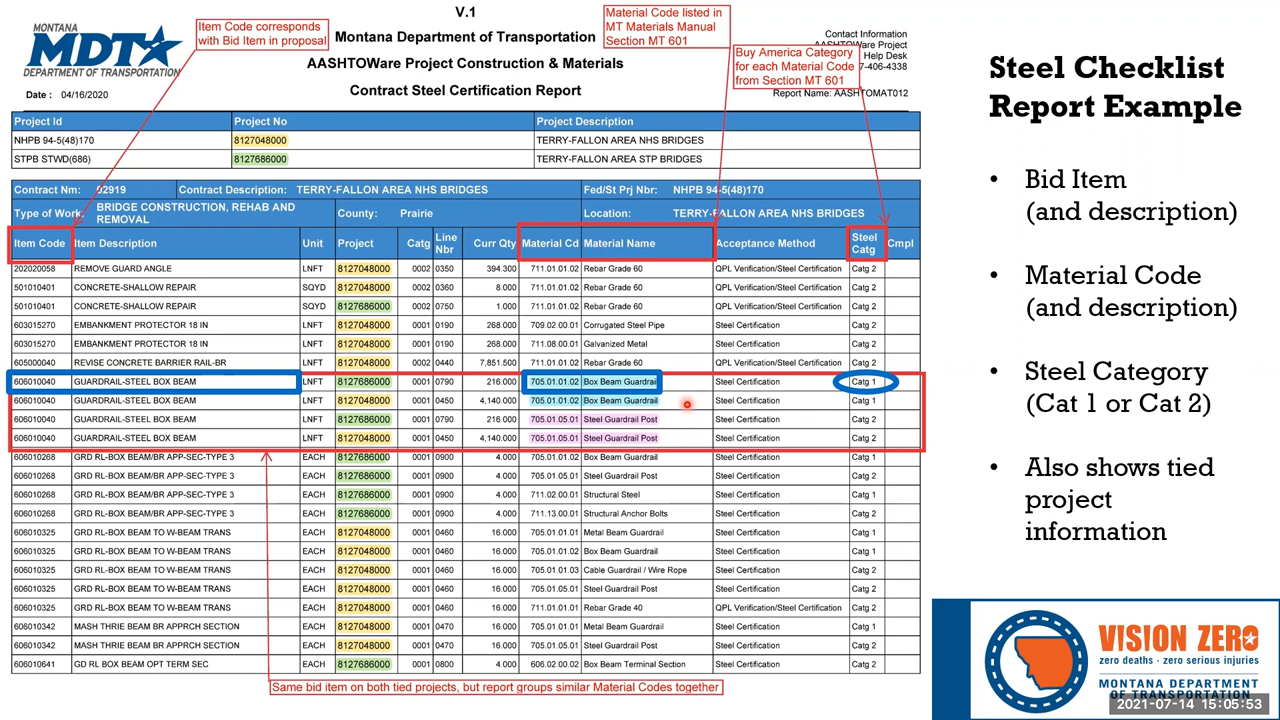 V.1
MONTANA
MDT
DEPARTMENT OF TRANSPORTATION
Item Code corresponds
with Bid Item in proposal
Montana Department of Transportation
AASHTOWare Project Construction & Materials
Contract Steel Certification Report
Material Code listed in
MT Materials Manual
Section MT 601
Buy America Category
for each Material Code
from Section MT 601
Contact Information
AASHTOWare Project
Help Desk
7-406-4338
Date : 04/16/2020
Report Name: AASHTOMAT012
Project Id Project No Project Description
NHPB 94-5(48)170 8127048000 TERRY-FALLON AREA NHS BRIDGES
STPB STWD(686) 8127686000 TERRY-FALLON AREA STP BRIDGES
Contract Nm: 02919 Contract Description: TERRY-FALLON AREA NHS BRIDGES Fed/St Prj Nbr: NHPB 94-5(48)170
Type of Work: BRIDGE CONSTRUCTION, REHAB AND REMOVAL County: Prairie Location: TERRY-FALLON AREA NHS BRIDGES
Item Code Item Description Unit Project Catg Line Nbr Curr Qty Material Cd Material Name Acceptance Method Steel Catg Cmpl
202020058 REMOVE GUARD ANGLE LNFT 8127048000 0002 0350 394.300 711.01.01.02 Rebar Grade 60 QPL Verification/Steel Certification Catg 2
501010401 CONCRETE-SHALLOW REPAIR SQYD 8127048000 0002 0360 8.000 711.01.01.02 Rebar Grade 60 QPL Verification/Steel Certification Catg 2
501010401 CONCRETE-SHALLOW REPAIR SQYD 8127686000 0002 0750 1.000 711.01.01.02 Rebar Grade 60 QPL Verification/Steel Certification Catg 2
603015270 EMBANKMENT PROTECTOR 18 IN LNFT 8127048000 0001 0190 268.000 709.02.00.01 Corrugated Steel Pipe Steel Certification Catg 2
603015270 EMBANKMENT PROTECTOR 18 IN LNFT 8127048000 0001 0190 268.000 711.08.00.01 Galvanized Metal Steel Certification Catg 2
605000040 REVISE CONCRETE BARRIER RAIL-BR LNFT 8127048000 0002 0440 7,851.500 711.01.01.02 Rebar Grade 60 QPL Verification/Steel Certification Catg 2
606010040 GUARDRAIL-STEEL BOX BEAM LNFT 8127686000 0001 0790 216.000 705.01.01.02 Box Beam Guardrail Steel Certification Catg 1
606010040 GUARDRAIL-STEEL BOX BEAM LNFT 8127048000 0001 0450 4,140.000 705.01.01.02 Box Beam Guardrail Steel Certification Catg 1
606010040 GUARDRAIL-STEEL BOX BEAM LNFT 8127686000 0001 0790 216.000 705.01.05.01 Steel Guardrail Post Steel Certification Catg 2
606010040 GUARDRAIL-STEEL BOX BEAM LNFT 8127048000 0001 0450 4,140.000 705.01.05.01 Steel Guardrail Post Steel Certification Catg 2
606010268 GRD RL-BOX BEAM/BR APP-SEC-TYPE 3 EACH 8127686000 0001 0900 4.000 705.01.01.02 Box Beam Guardrail Steel Certification Catg 1
606010268 GRD RL-BOX BEAM/BR APP-SEC-TYPE 3 EACH 8127686000 0001 0900 4.000 705.01.05.01 Steel Guardrail Post Steel Certification Catg 2
606010268 GRD RL-BOX BEAM/BR APP-SEC-TYPE 3 EACH 8127686000 0001 0900 4.000 711.02.00.01 Structural Steel Steel Certification Catg 1
606010268 GRD RL-BOX BEAM/BR APP-SEC-TYPE 3 EACH 8127686000 0001 0900 4.000 711.13.00.01 Structural Anchor Bolts Steel Certification Catg 2
606010325 GRD RL-BOX BEAM TO W-BEAM TRANS EACH 8127048000 0001 0460 16.000 705.01.01.01 Metal Beam Guardrail Steel Certification Catg 1
606010325 GRD RL-BOX BEAM TO W-BEAM TRANS EACH 8127048000 0001 0460 16.000 705.01.01.02 Box Beam Guardrail Steel Certification Catg 1
606010325 GRD RL-BOX BEAM TO W-BEAM TRANS EACH 8127048000 0001 0460 16.000 705.01.03.01 Cable Guardrail / Wire Rope Steel Certification Catg 2
606010325 GRD RL-BOX BEAM TO W-BEAM TRANS EACH 8127048000 0001 0460 16.000 705.01.05.01 Steel Guardrail Post Steel Certification Catg 2
606010325 GRD RL-BOX BEAM TO W-BEAM TRANS EACH 8127048000 0001 0460 16.000 711.01.01.01 Rebar Grade 40 QPL Verification/Steel Certification Catg 2
606010342 MASH THRIE BEAM BR APPRCH SECTION EACH 8127048000 0001 0470 16.000 705.01.01.01 Metal Beam Guardrail Steel Certification Catg 1
606010342 MASH THRIE BEAM BR APPRCH SECTION EACH 8127048000 0001 0470 16.000 705.01.05.01 Steel Guardrail Post Steel Certification Catg 2
606010641 GD RL BOX BEAM OPT TERM SEC EACH 8127686000 0001 0800 4.000 606.02.00.02 Box Beam Terminal Section Steel Certification Catg 2
Same bid item on both tied projects, but report groups similar Material Codes together
Steel Checklist
Report Example
• Bid Item
(and description)
• Material Code
(and description)
• Steel Category
(Cat 1 or Cat 2)
• Also shows tied
project
information
VISION ZERO
zero deaths · zero serious injuries
MONTANA DEPARTMENT
OF TRANSPORTATION
2021-07-14 15:05:53